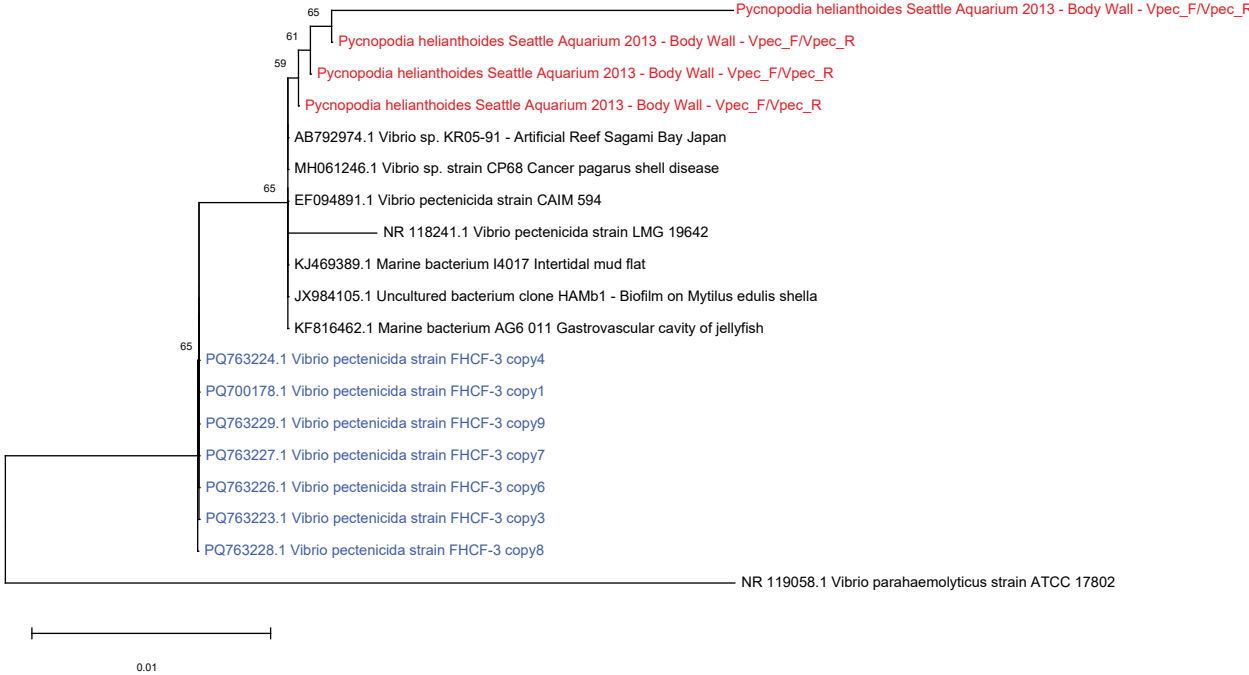 65
Pycnopodia helianthoides Seattle Aquarium 2013 - Body Wall - Vpec_F/Vpec_R
61
Pycnopodia helianthoides Seattle Aquarium 2013 - Body Wall - Vpec_F/Vpec_R
59
Pycnopodia helianthoides Seattle Aquarium 2013 - Body Wall - Vpec_F/Vpec_R
Pycnopodia helianthoides Seattle Aquarium 2013 - Body Wall - Vpec_F/Vpec_R
AB792974.1 Vibrio sp. KR05-91 - Artificial Reef Sagami Bay Japan
MH061246.1 Vibrio sp. strain CP68 Cancer pagarus shell disease
65
EF094891.1 Vibrio pectenicida strain CAIM 594
NR 118241.1 Vibrio pectenicida strain LMG 19642
KJ469389.1 Marine bacterium I4017 Intertidal mud flat
JX984105.1 Uncultured bacterium clone HAMb1 - Biofilm on Mytilus edulis shella
KF816462.1 Marine bacterium AG6 011 Gastrovascular cavity of jellyfish
65
PQ763224.1 Vibrio pectenicida strain FHCF-3 copy4
PQ700178.1 Vibrio pectenicida strain FHCF-3 copy1
PQ763229.1 Vibrio pectenicida strain FHCF-3 copy9
PQ763227.1 Vibrio pectenicida strain FHCF-3 copy7
PQ763226.1 Vibrio pectenicida strain FHCF-3 copy6
PQ763223.1 Vibrio pectenicida strain FHCF-3 copy3
PQ763228.1 Vibrio pectenicida strain FHCF-3 copy8
NR 119058.1 Vibrio parahaemolyticus strain ATCC 17802
0.01